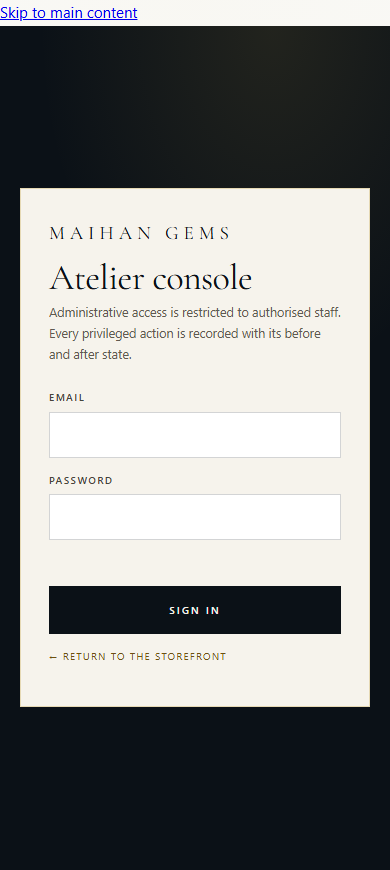 Skip to main content
MAIHAN GEMS
Atelier console
Administrative access is restricted to authorised staff.
Every privileged action is recorded with its before
and after state.
EMAIL
PASSWORD
SIGN IN
← RETURN TO THE STOREFRONT